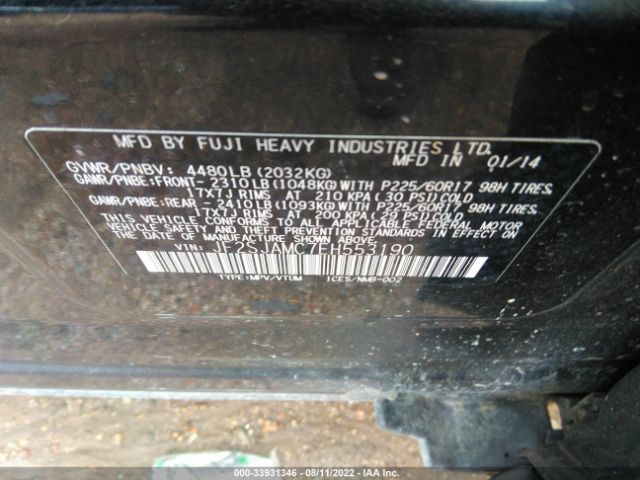 MFD BY FUJI HEAVY INDUSTRIES LTD.
MFD IN 01/14
GVWR/PNBV: 4480LB (2032KG)
GAWR/PNBE:FRONT-2310LB (1048KG)WITH P225/60R17 98H TIRES,
17X7J RIMS AT 210 KPA (30 PSI)COLD
GAWR/PNBE:REAR -2410LB (1093KG)WITH P225/60R17 98H TIRES,
17X7J RIMS AT 200 KPA (29 PSI)COLD
THIS VEHICLE CONFORMS TO ALL APPLICABLE FEDERAL MOTOR
VEHICLE SAFETY AND THEFT PREVENTION STANDARDS
IN EFFECT ON THE DATE OF MANUFACTURE SHOWN ABOVE.
VIN: JF2SJAMC7EH553190
TYPE:MPV/VTUM ICES/NMB-002
00-33931346 - 08/11/2022 - IAA Inc.